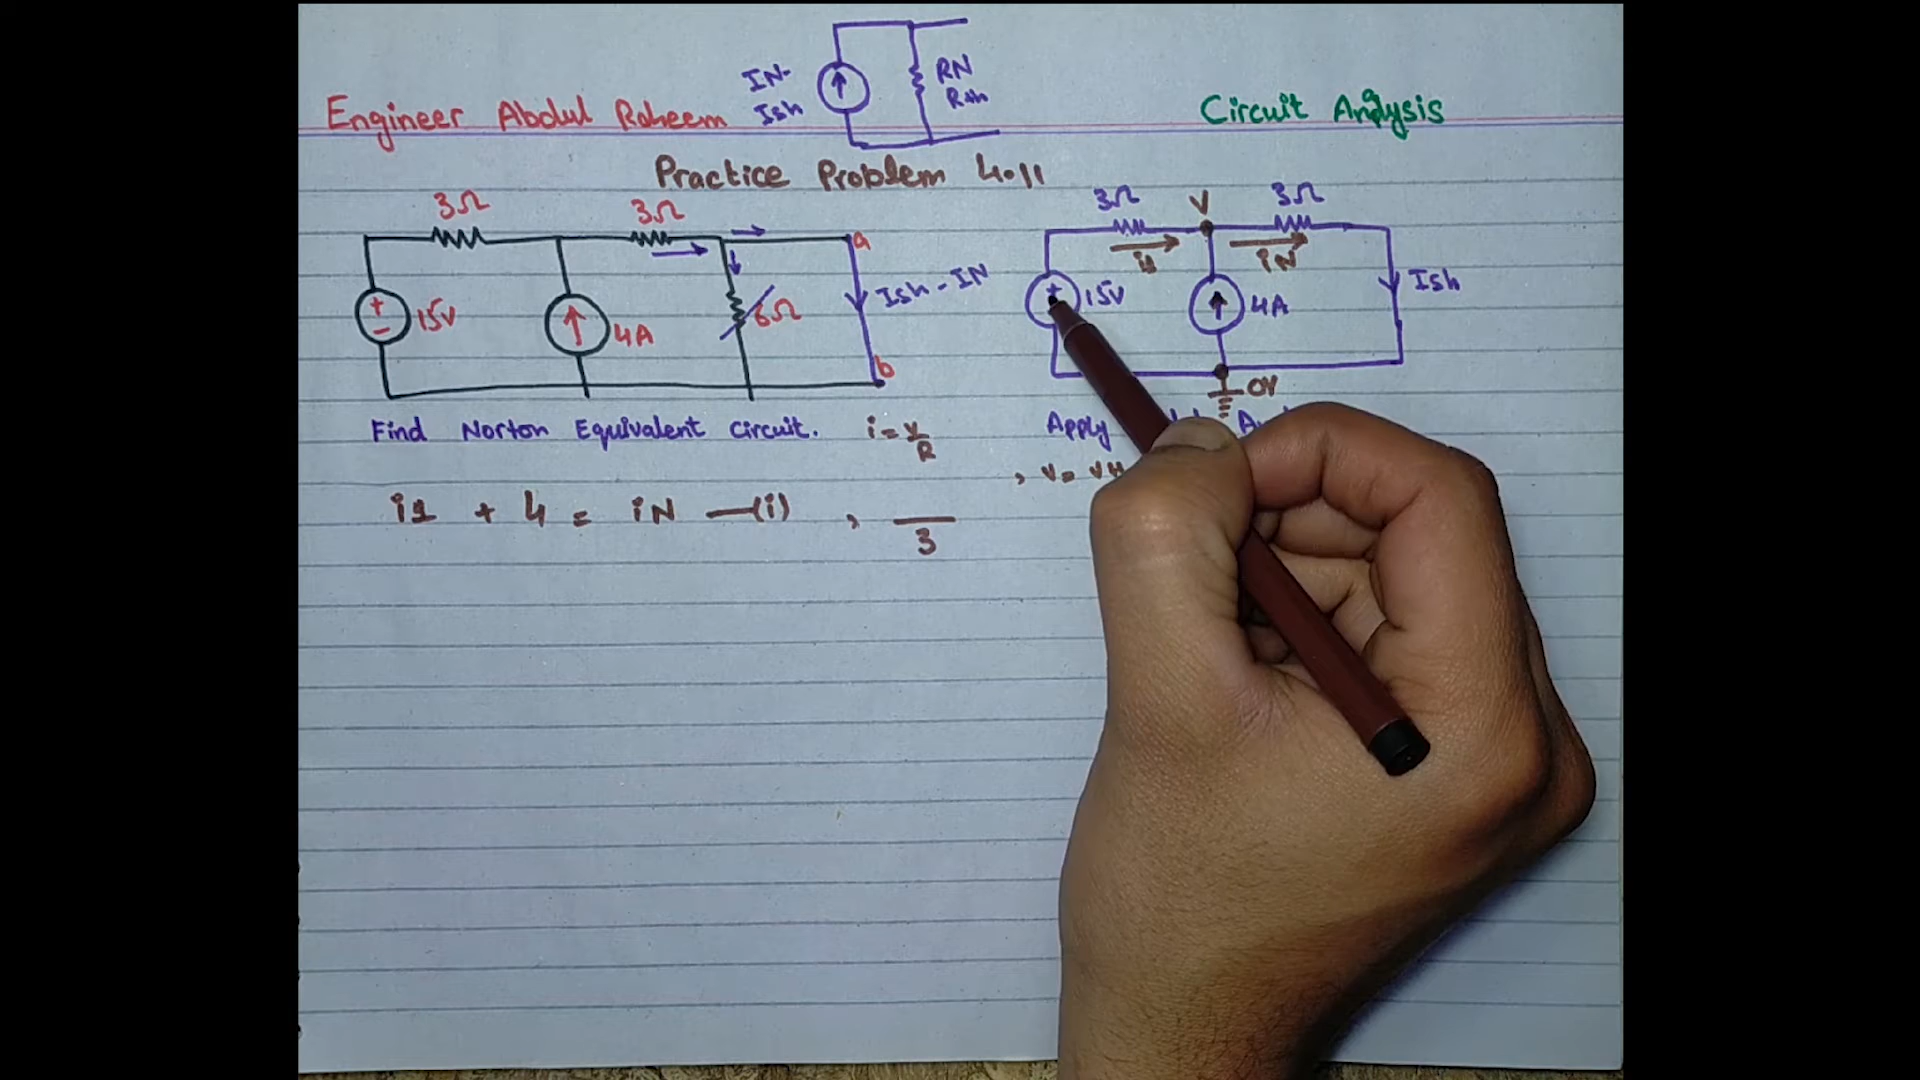 IN-
Ish
RN
Rth
Engineer Abdul Raheem
Circuit Analysis
Practice Problem 4.11
3Ω
3Ω
15V
+
-
4A
6Ω
a
b
Ish - IN
3Ω
V
3Ω
i1
iN
+
15V
4A
Ish
0V
Find Norton Equivalent Circuit.
i = V/R
Apply
, V = VH
i1 + 4 = iN —(i) , 
3